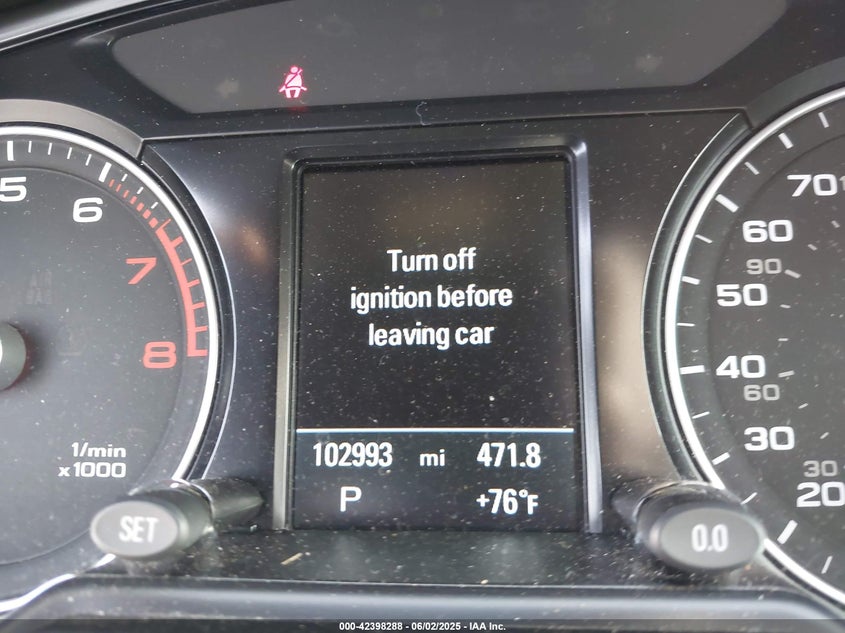 5
6
7
8
1/min
x1000
SET
Turn off
ignition before
leaving car
102993 mi 471.8
P +76°F
70
60
90
50
40
60
30
30
20
0.0
000-42398288 - 06/02/2025 - IAA Inc.